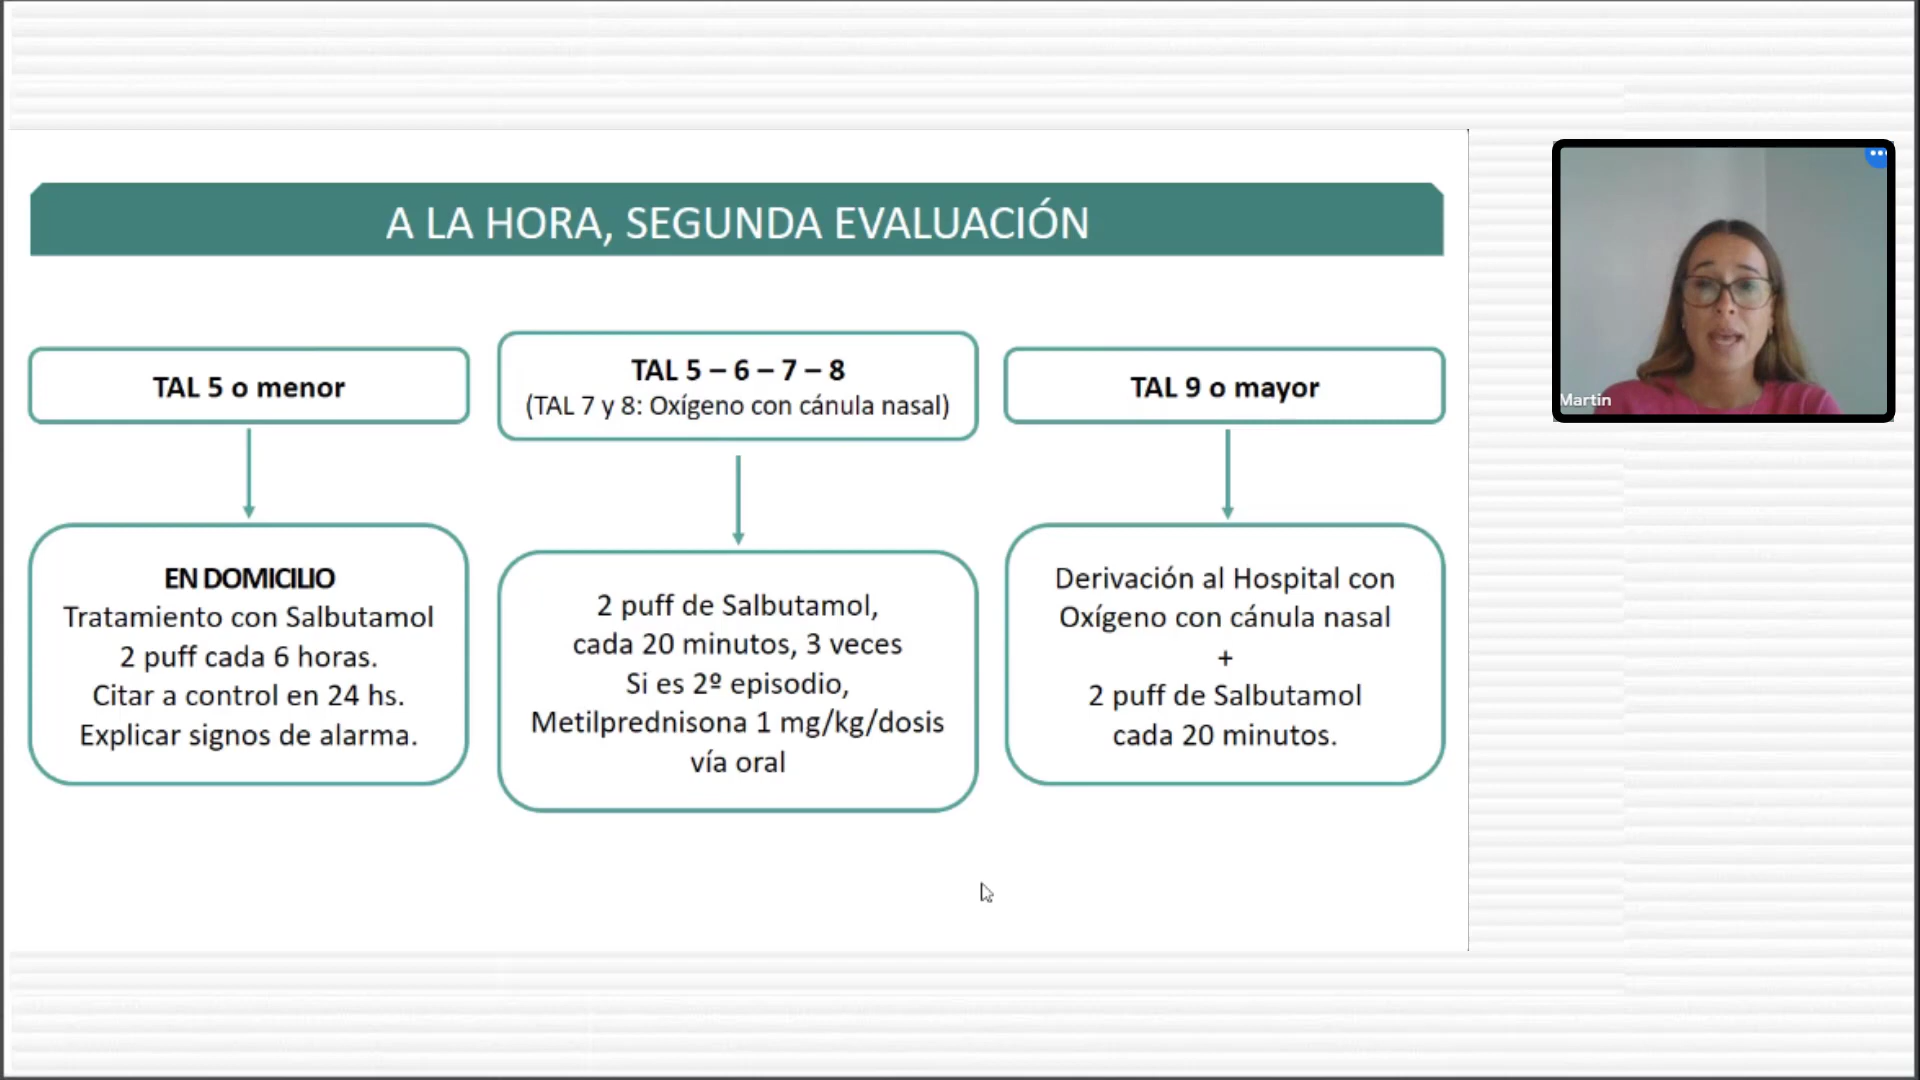 A LA HORA, SEGUNDA EVALUACIÓN
TAL 5 o menor
EN DOMICILIO
Tratamiento con Salbutamol
2 puff cada 6 horas.
Citar a control en 24 hs.
Explicar signos de alarma.
TAL 5 – 6 – 7 – 8
(TAL 7 y 8: Oxígeno con cánula nasal)
2 puff de Salbutamol,
cada 20 minutos, 3 veces
Si es 2º episodio,
Metilprednisona 1 mg/kg/dosis
vía oral
TAL 9 o mayor
Derivación al Hospital con
Oxígeno con cánula nasal
+
2 puff de Salbutamol
cada 20 minutos.
Martin